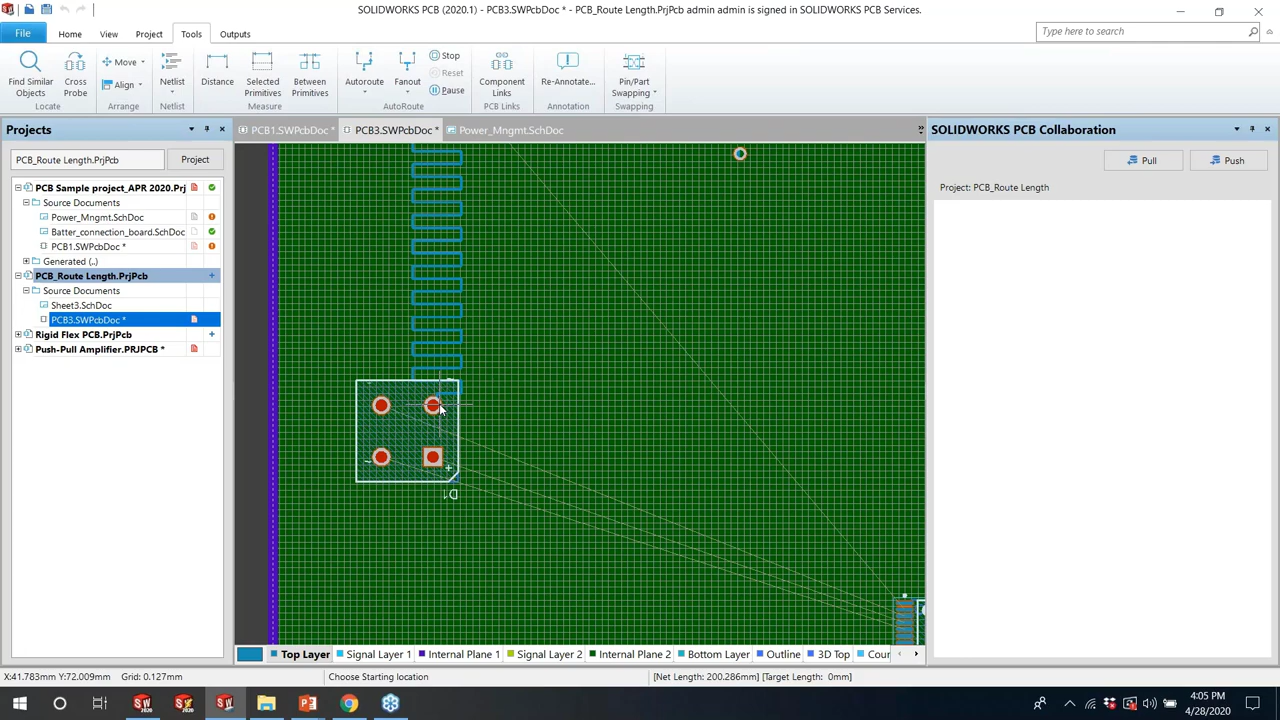 SOLIDWORKS PCB (2020.1) - PCB3.SWPcbDoc * - PCB_Route Length.PrjPcb admin admin is signed in SOLIDWORKS PCB Services.
File
Home
View
Project
Tools
Outputs
Type here to search
Find Similar Objects
Cross Probe
Move
Align
Netlist
Distance
Selected Primitives
Between Primitives
Autoroute
Fanout
Stop
Reset
Pause
Component Links
Re-Annotate...
Pin/Part Swapping
Locate
Arrange
Netlist
Measure
AutoRoute
PCB Links
Annotation
Swapping
Projects
PCB1.SWPcbDoc *
PCB3.SWPcbDoc *
Power_Mngmt.SchDoc
SOLIDWORKS PCB Collaboration
PCB_Route Length.PrjPcb
Project
Pull
Push
Project: PCB_Route Length
PCB Sample project_APR 2020.Prj
Source Documents
Power_Mngmt.SchDoc
Batter_connection_board.SchDoc
PCB1.SWPcbDoc *
Generated (..)
PCB_Route Length.PrjPcb
Source Documents
Sheet3.SchDoc
PCB3.SWPcbDoc *
Rigid Flex PCB.PrjPcb
Push-Pull Amplifier.PRJPCB *
~
+
D1
Top Layer
Signal Layer 1
Internal Plane 1
Signal Layer 2
Internal Plane 2
Bottom Layer
Outline
3D Top
Cour
X:41.783mm Y:72.009mm Grid: 0.127mm
Choose Starting location
[Net Length: 200.286mm] [Target Length: 0mm]
4:05 PM
4/28/2020